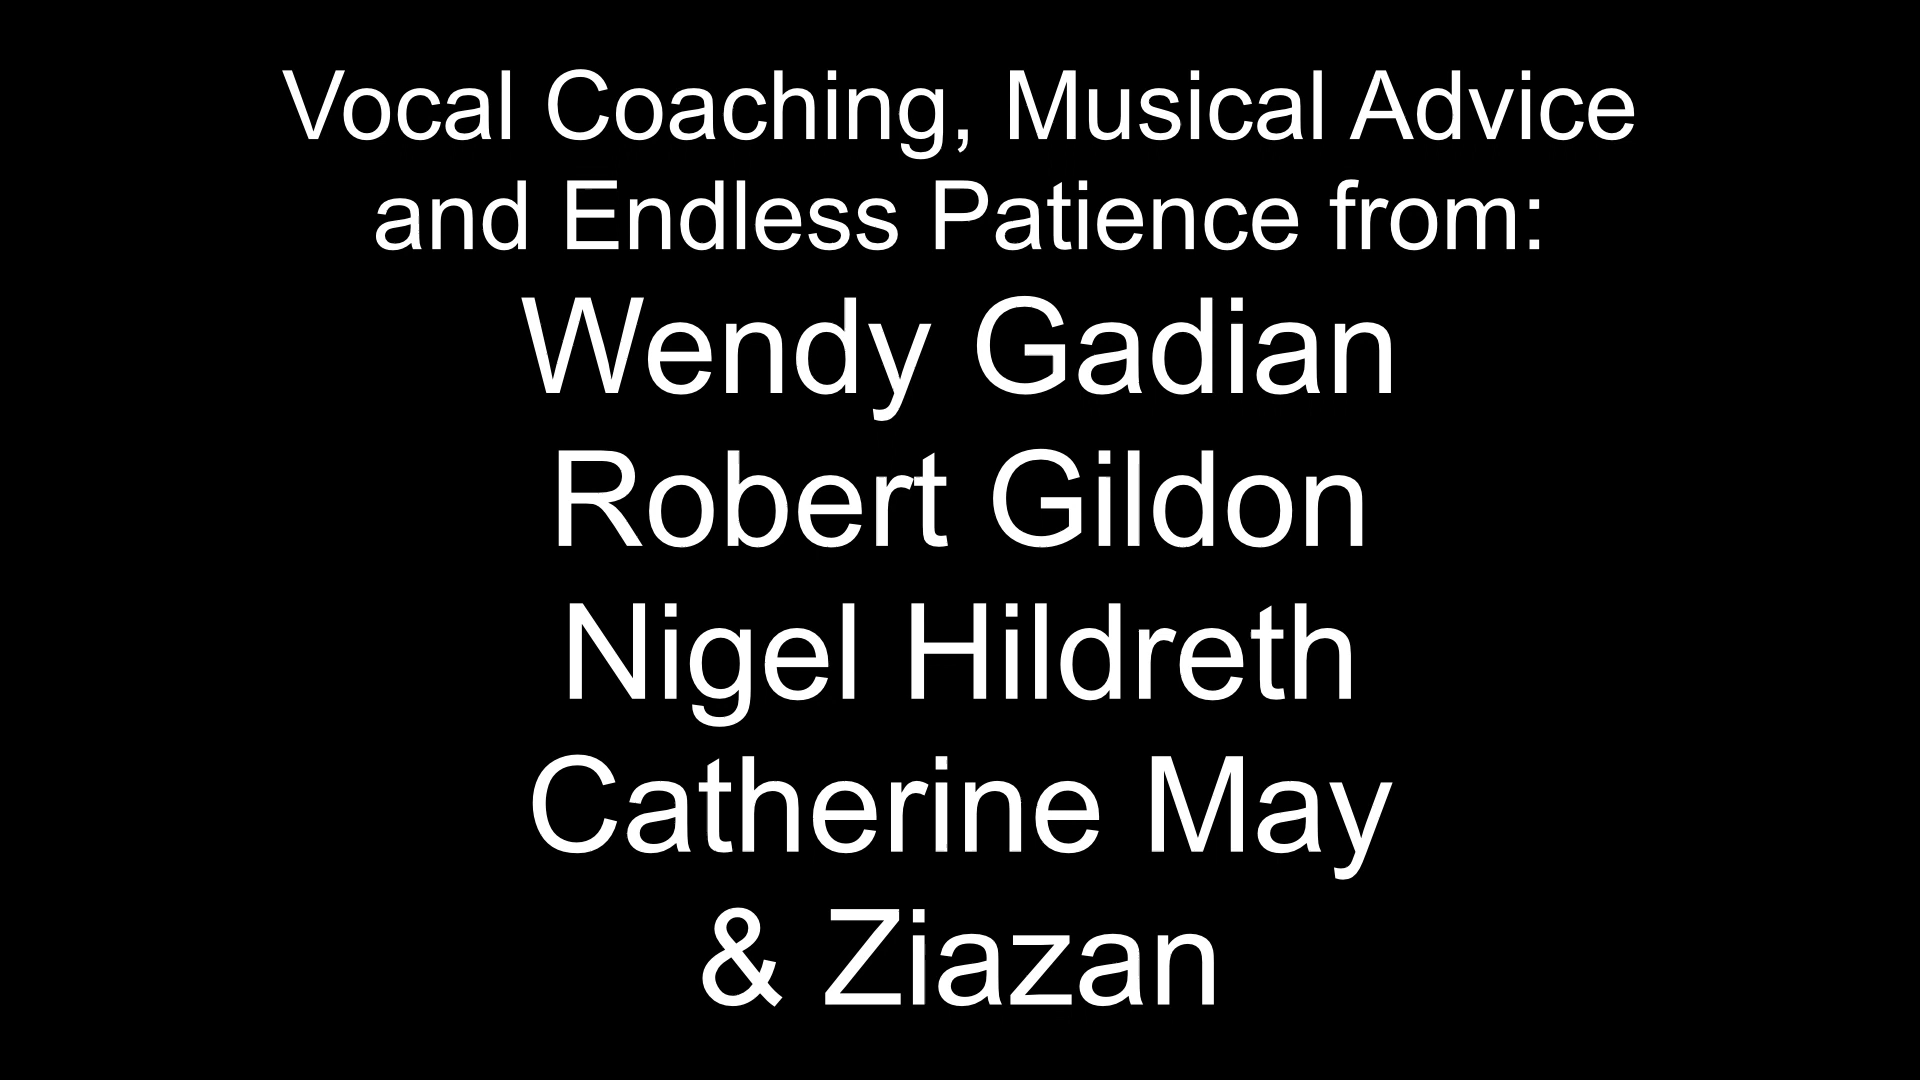 Vocal Coaching, Musical Advice
and Endless Patience from:
Wendy Gadian
Robert Gildon
Nigel Hildreth
Catherine May
& Ziazan